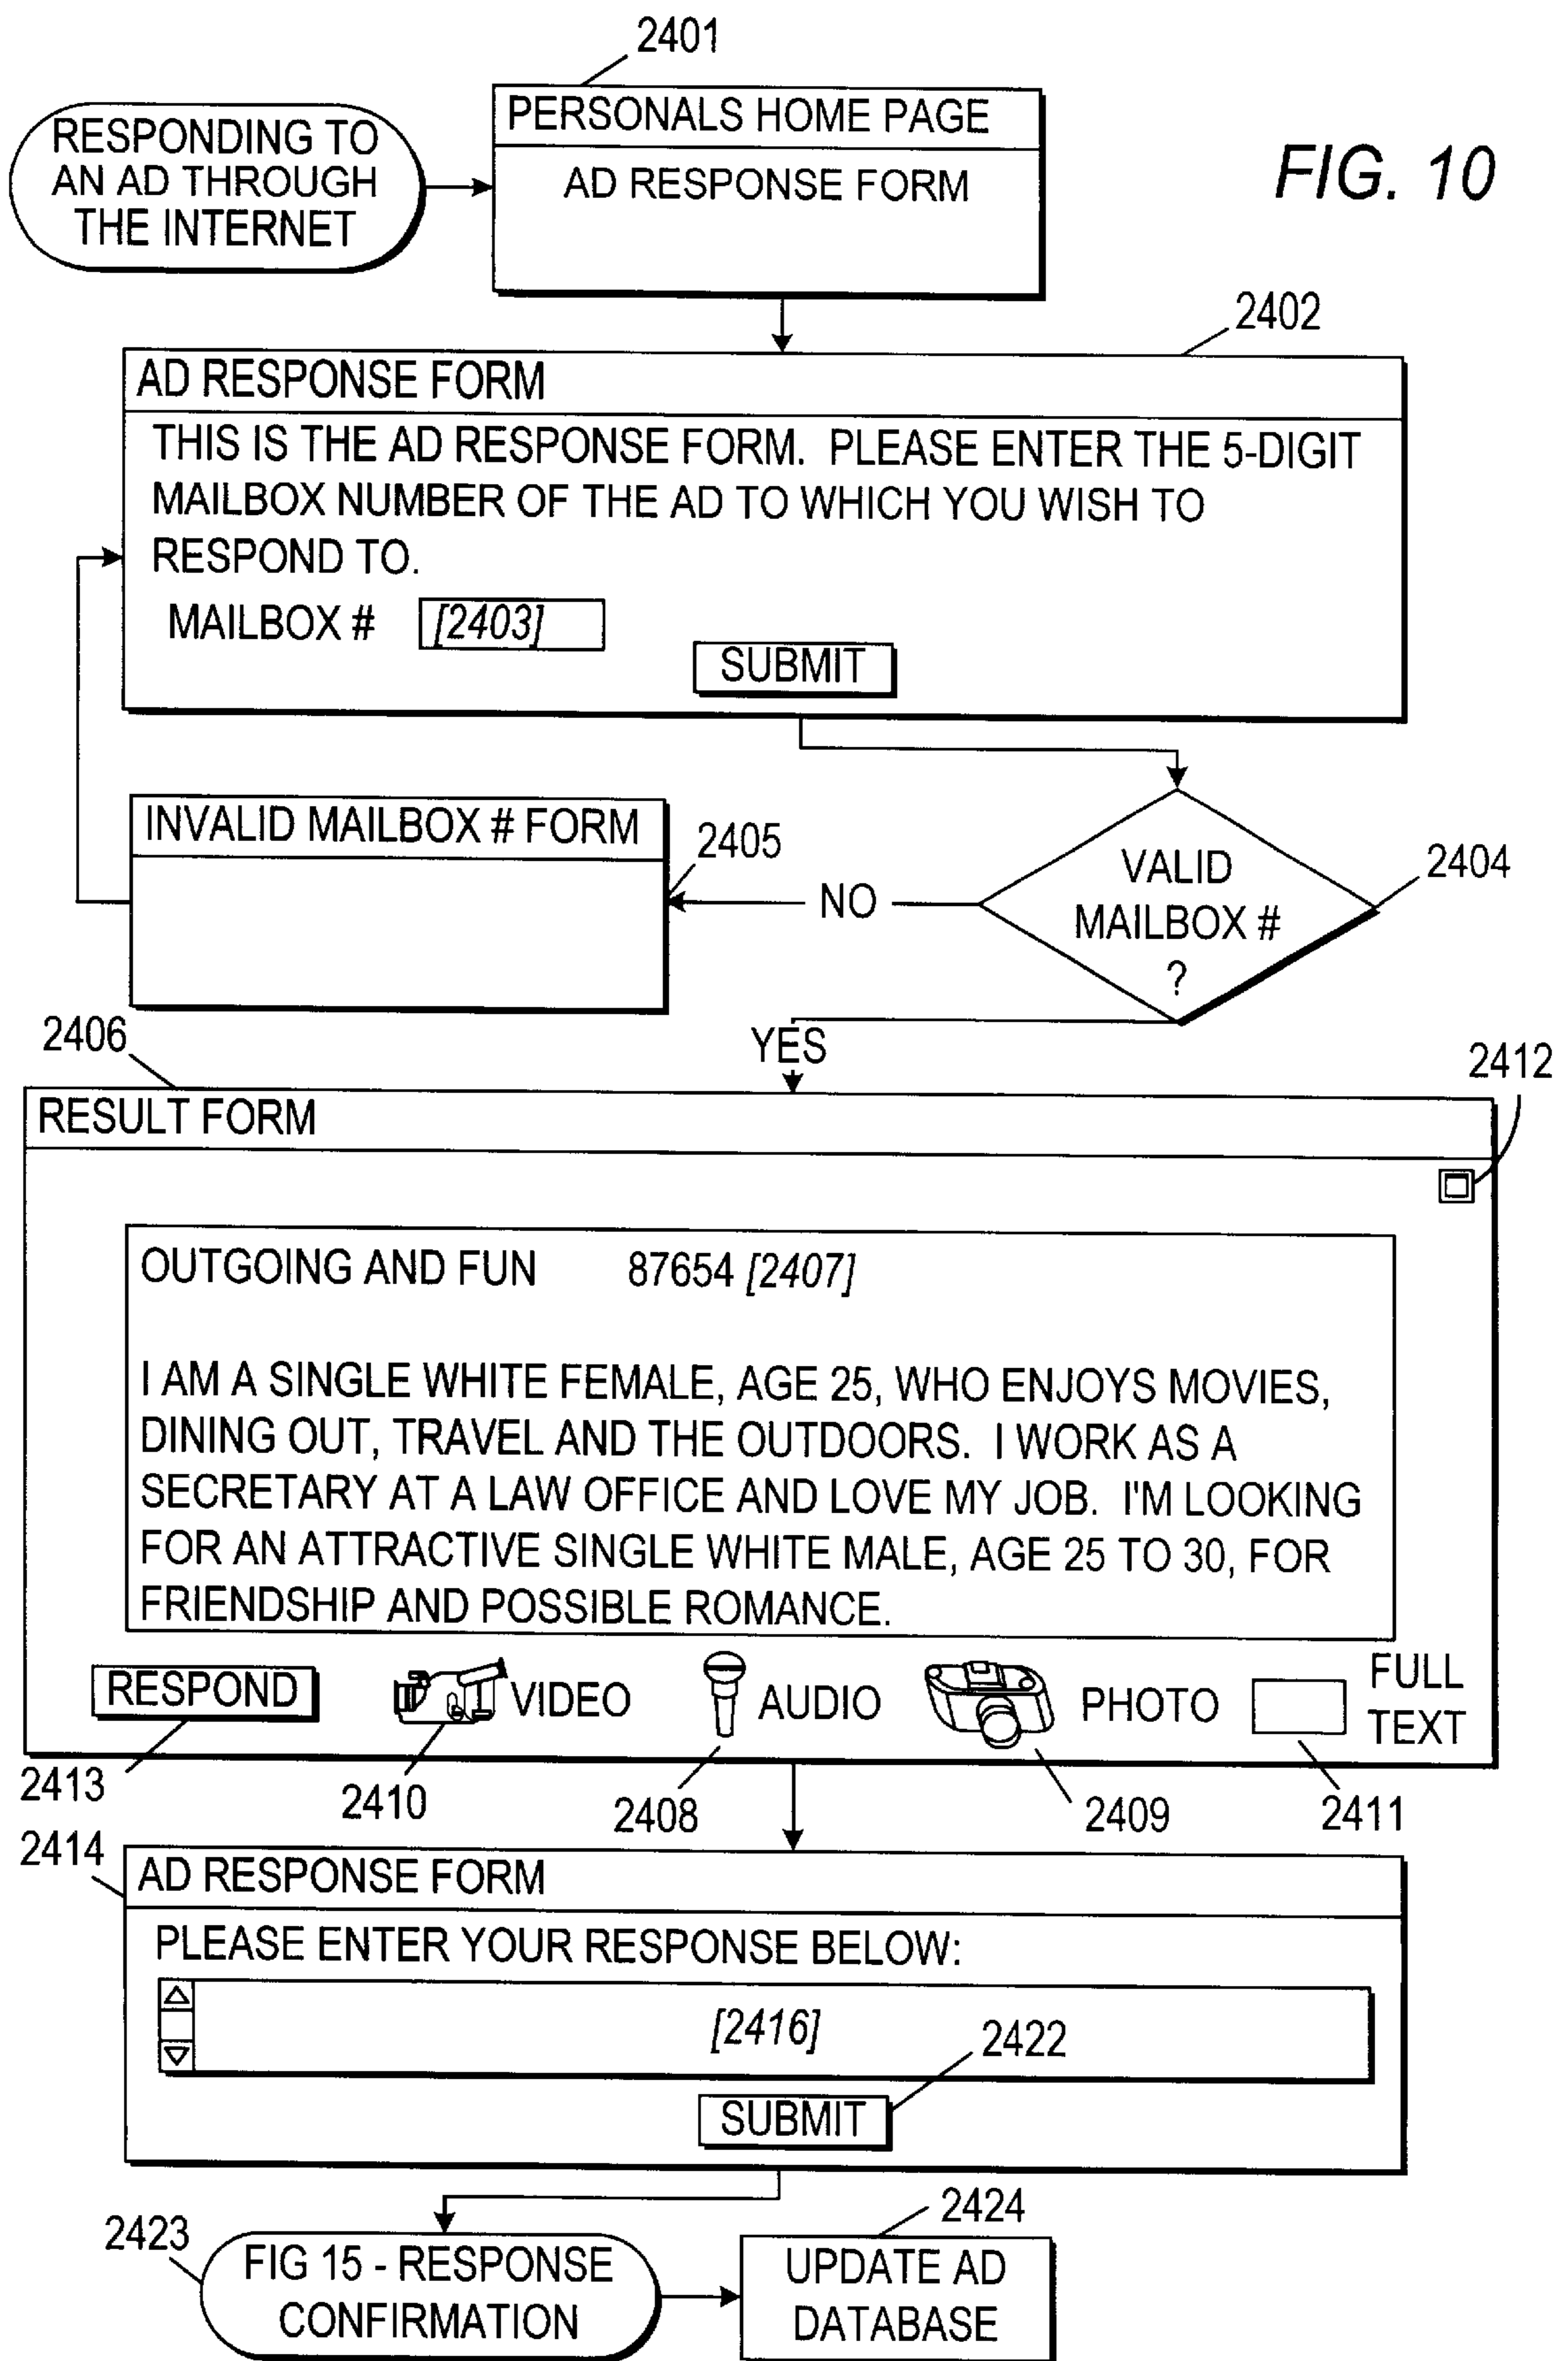 2401
RESPONDING TO
AN AD THROUGH
THE INTERNET
PERSONALS HOME PAGE
AD RESPONSE FORM
FIG. 10
2402
AD RESPONSE FORM
THIS IS THE AD RESPONSE FORM. PLEASE ENTER THE 5-DIGIT
MAILBOX NUMBER OF THE AD TO WHICH YOU WISH TO
RESPOND TO.
MAILBOX # [2403]
SUBMIT
INVALID MAILBOX # FORM
2405
NO
VALID
MAILBOX #
?
2404
2406
YES
2412
RESULT FORM
OUTGOING AND FUN 87654 [2407]
I AM A SINGLE WHITE FEMALE, AGE 25, WHO ENJOYS MOVIES,
DINING OUT, TRAVEL AND THE OUTDOORS. I WORK AS A
SECRETARY AT A LAW OFFICE AND LOVE MY JOB. I'M LOOKING
FOR AN ATTRACTIVE SINGLE WHITE MALE, AGE 25 TO 30, FOR
FRIENDSHIP AND POSSIBLE ROMANCE.
RESPOND
VIDEO
AUDIO
PHOTO
FULL
TEXT
2413
2410
2408
2409
2411
2414
AD RESPONSE FORM
PLEASE ENTER YOUR RESPONSE BELOW:
[2416]
2422
SUBMIT
2423
FIG 15 - RESPONSE
CONFIRMATION
2424
UPDATE AD
DATABASE